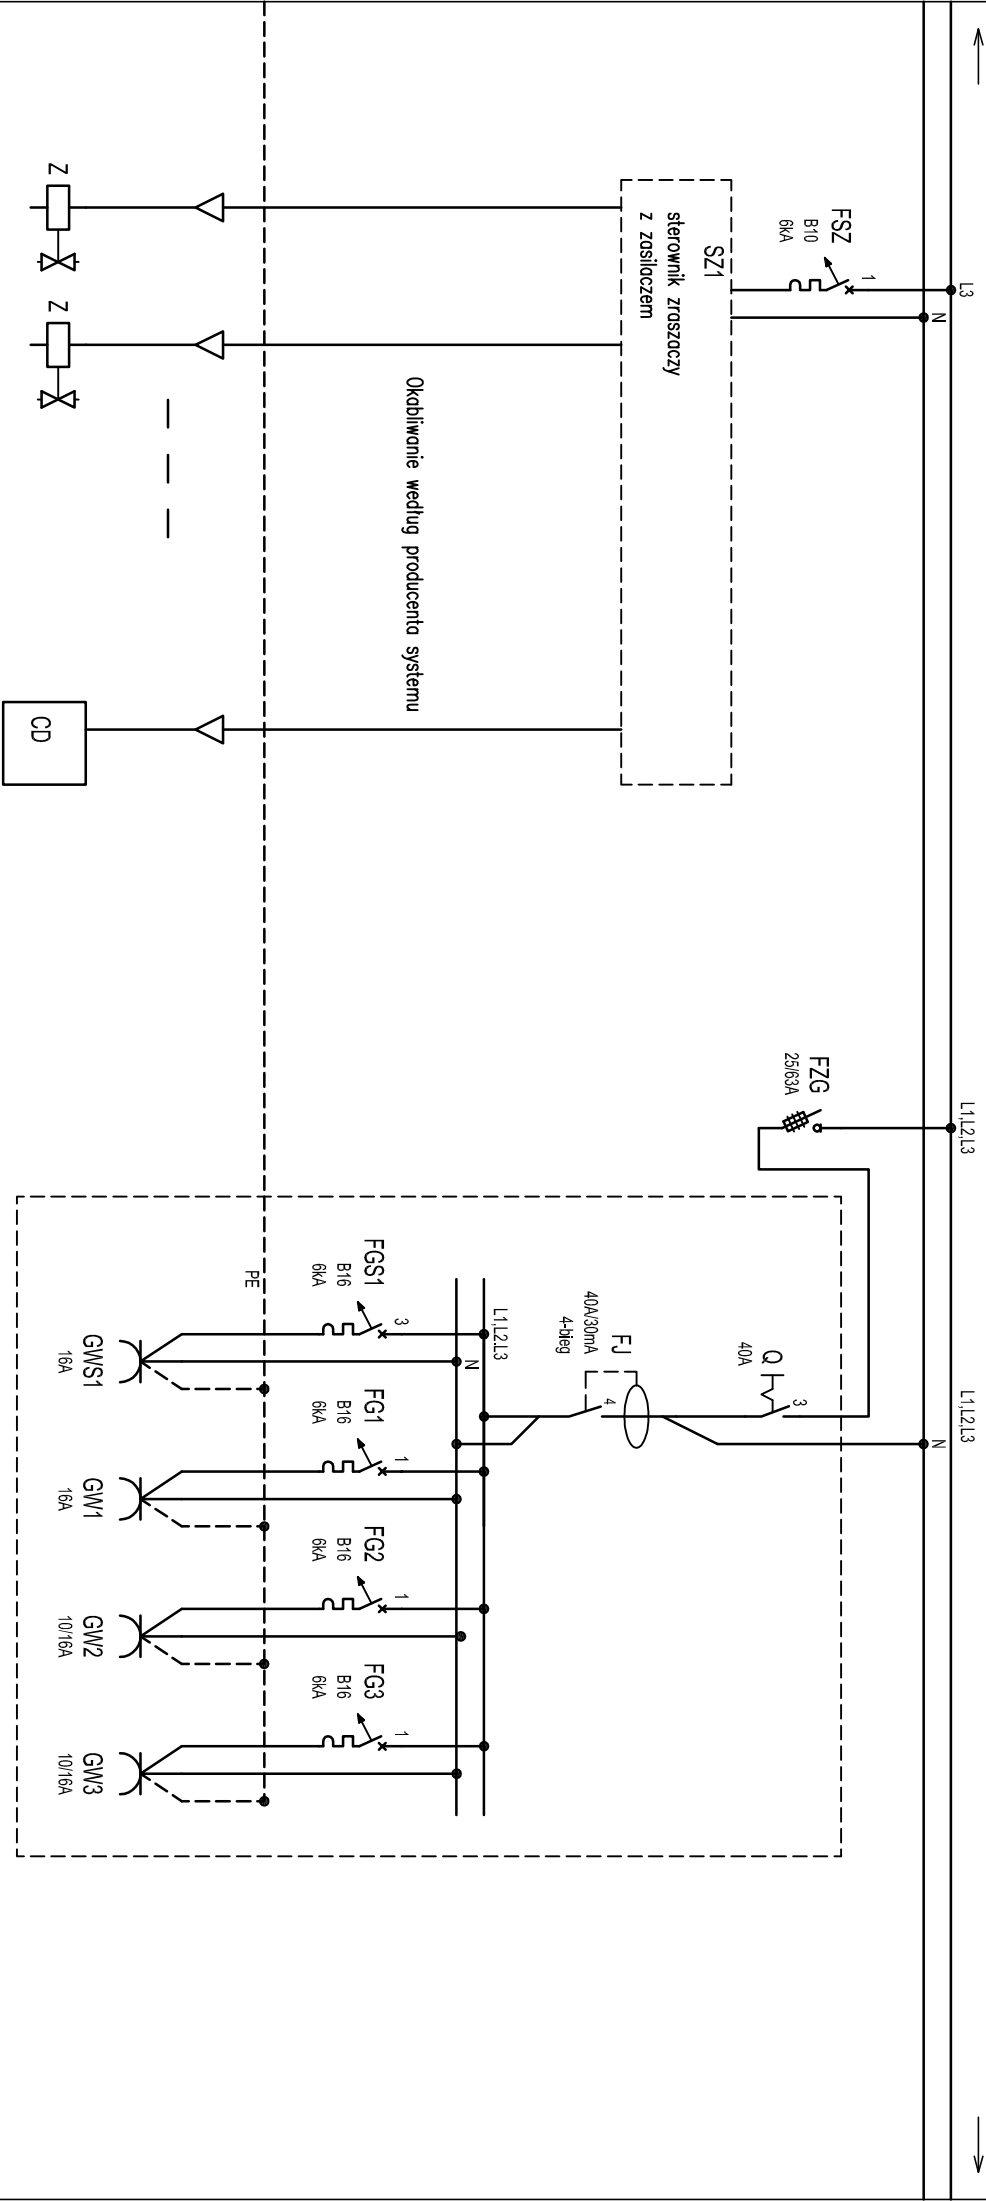 L3
N
FSZ
B10
6kA
1
SZ1
sterownik zraszaczy
z zasilaczem
Okabliwanie według producenta systemu
Z
Z
CD
L1,L2,L3
FZG
25/63A
L1,L2,L3
N
Q
40A
3
FJ
40A/30mA
4-bieg
4
L1,L2.L3
N
FGS1
B16
6kA
3
FG1
B16
6kA
1
FG2
B16
6kA
1
FG3
B16
6kA
1
PE
GWS1
16A
GW1
16A
GW2
10/16A
GW3
10/16A